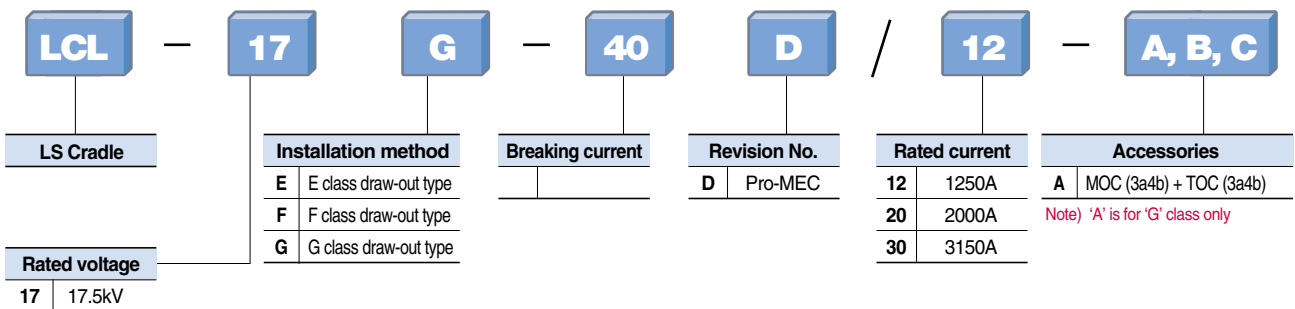 LCL – 17 G – 40 D / 12 – A, B, C
LS Cradle
Rated voltage
17 17.5kV
Installation method
E E class draw-out type
F F class draw-out type
G G class draw-out type
Breaking current
Revision No.
D Pro-MEC
Rated current
12 1250A
20 2000A
30 3150A
Accessories
A MOC (3a4b) + TOC (3a4b)
Note) ‘A’ is for ‘G’ class only